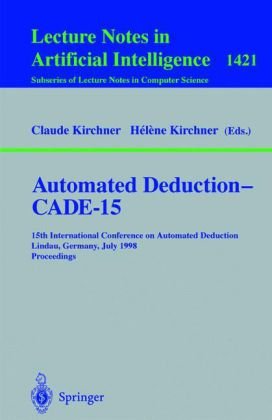 Lecture Notes in
Artificial Intelligence 1421
Subseries of Lecture Notes in Computer Science
Claude Kirchner Hélène Kirchner (Eds.)
Automated Deduction–
CADE-15
15th International Conference on Automated Deduction
Lindau, Germany, July 1998
Proceedings
Springer